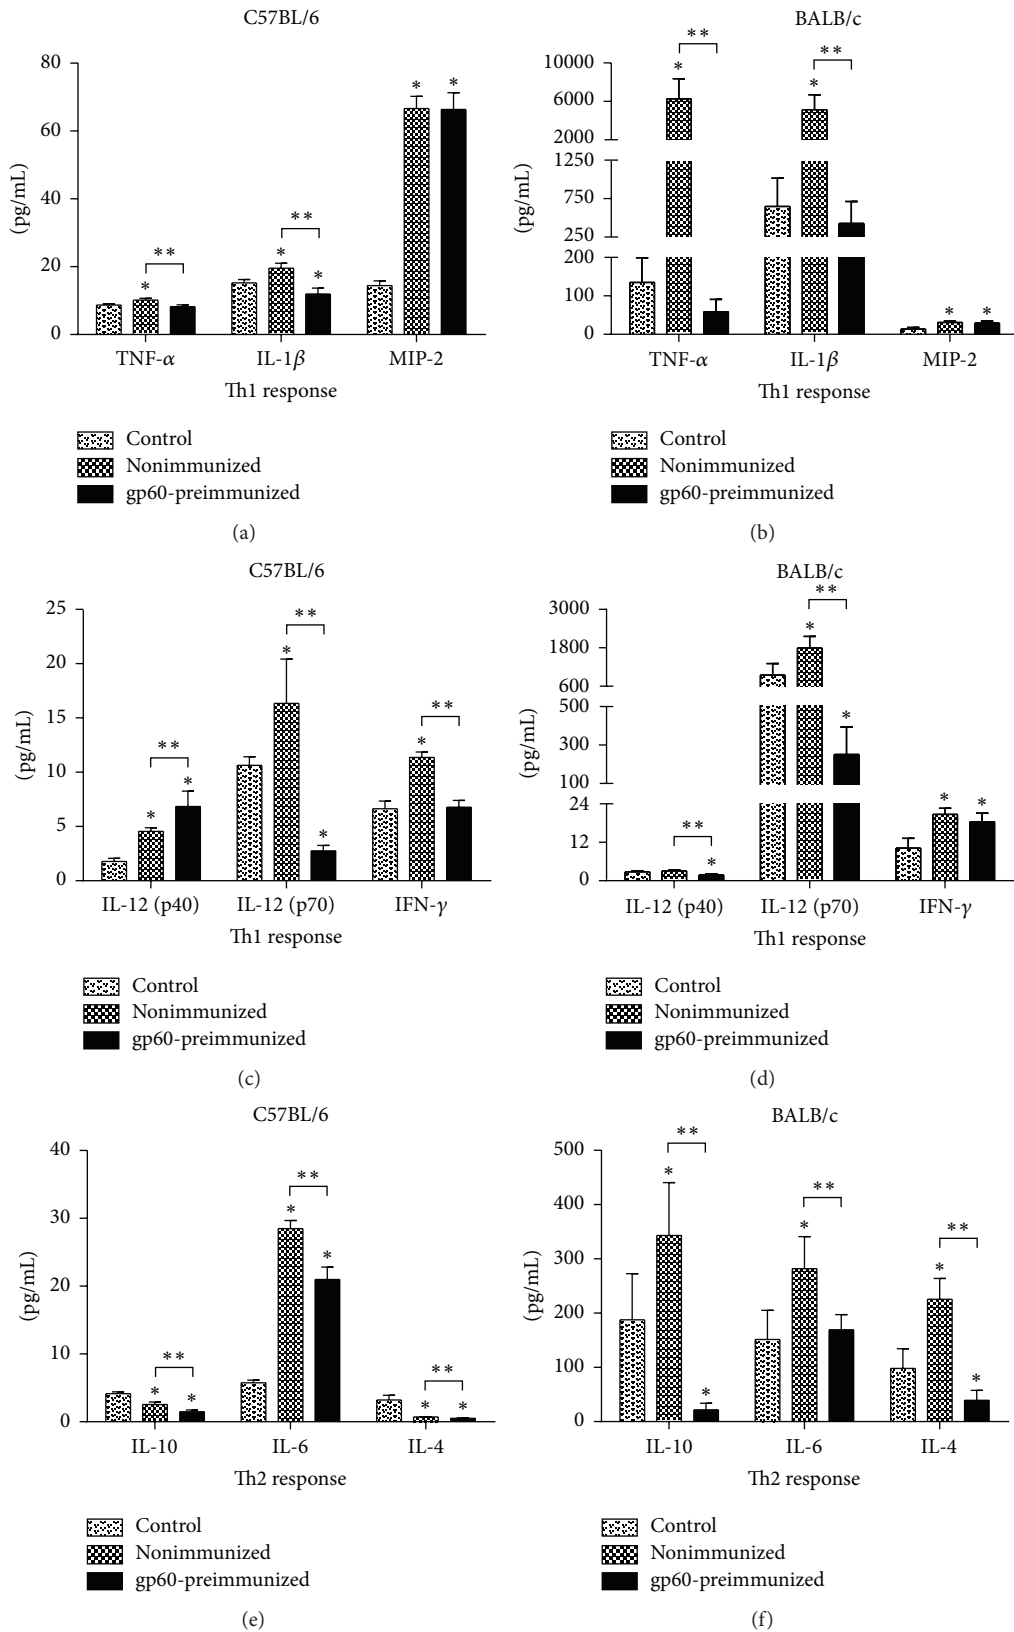 C57BL/6
80
60
40
20
0
(pg/mL)
**
*
**
*
*
*
*
TNF-α IL-1β MIP-2
Th1 response
Control
Nonimmunized
gp60-preimmunized
(a)
BALB/c
10000
6000
2000
1250
750
250
200
100
0
(pg/mL)
**
*
**
*
*
*
TNF-α IL-1β MIP-2
Th1 response
Control
Nonimmunized
gp60-preimmunized
(b)
C57BL/6
25
20
15
10
5
0
(pg/mL)
**
*
*
**
*
*
**
*
IL-12 (p40) IL-12 (p70) IFN-γ
Th1 response
Control
Nonimmunized
gp60-preimmunized
(c)
BALB/c
3000
1800
600
500
300
100
24
12
0
(pg/mL)
**
*
**
*
*
*
*
IL-12 (p40) IL-12 (p70) IFN-γ
Th1 response
Control
Nonimmunized
gp60-preimmunized
(d)
C57BL/6
40
30
20
10
0
(pg/mL)
**
*
*
**
*
*
**
*
*
IL-10 IL-6 IL-4
Th2 response
Control
Nonimmunized
gp60-preimmunized
(e)
BALB/c
500
400
300
200
100
0
(pg/mL)
**
*
*
**
*
**
*
*
IL-10 IL-6 IL-4
Th2 response
Control
Nonimmunized
gp60-preimmunized
(f)